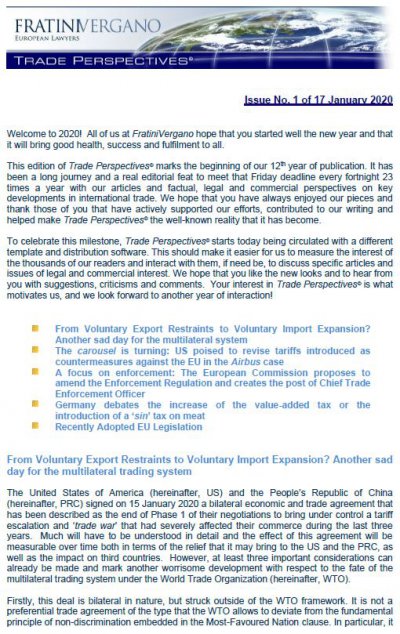 FRATINIVERGANO
EUROPEAN LAWYERS
TRADE PERSPECTIVES®
Issue No. 1 of 17 January 2020
Welcome to 2020! All of us at FratiniVergano hope that you started well the new year and that
it will bring good health, success and fulfilment to all.
This edition of Trade Perspectives® marks the beginning of our 12th year of publication. It has
been a long journey and a real editorial feat to meet that Friday deadline every fortnight 23
times a year with our articles and factual, legal and commercial perspectives on key
developments in international trade. We hope that you have always enjoyed our pieces and
thank those of you that have actively supported our efforts, contributed to our writing and
helped make Trade Perspectives® the well-known reality that it has become.
To celebrate this milestone, Trade Perspectives® starts today being circulated with a different
template and distribution software. This should make it easier for us to measure the interest of
the thousands of our readers and interact with them, if need be, to discuss specific articles and
issues of legal and commercial interest. We hope that you like the new looks and to hear from
you with suggestions, criticisms and comments. Your interest in Trade Perspectives® is what
motivates us, and we look forward to another year of interaction!
From Voluntary Export Restraints to Voluntary Import Expansion?
Another sad day for the multilateral system
The carousel is turning: US poised to revise tariffs introduced as
countermeasures against the EU in the Airbus case
A focus on enforcement: The European Commission proposes to
amend the Enforcement Regulation and creates the post of Chief Trade
Enforcement Officer
Germany debates the increase of the value-added tax or the
introduction of a 'sin' tax on meat
Recently Adopted EU Legislation
From Voluntary Export Restraints to Voluntary Import Expansion? Another sad
day for the multilateral trading system
The United States of America (hereinafter, US) and the People's Republic of China
(hereinafter, PRC) signed on 15 January 2020 a bilateral economic and trade agreement
that has been described as the end of Phase 1 of their negotiations to bring under control a tariff
escalation and 'trade war' that had severely affected their commerce during the last three
years. Much will have to be understood in detail and the effect of this agreement will be
measurable over time both in terms of the relief that it may bring to the US and the PRC, as
well as the impact on third countries. However, at least three important considerations can
already be made and mark another worrisome development with respect to the fate of the
multilateral trading system under the World Trade Organization (hereinafter, WTO).
Firstly, this deal is bilateral in nature, but struck outside of the WTO framework. It is not a
preferential trade agreement of the type that the WTO allows to deviate from the fundamental
principle of non-discrimination embedded in the Most-Favoured Nation clause. In particular, it